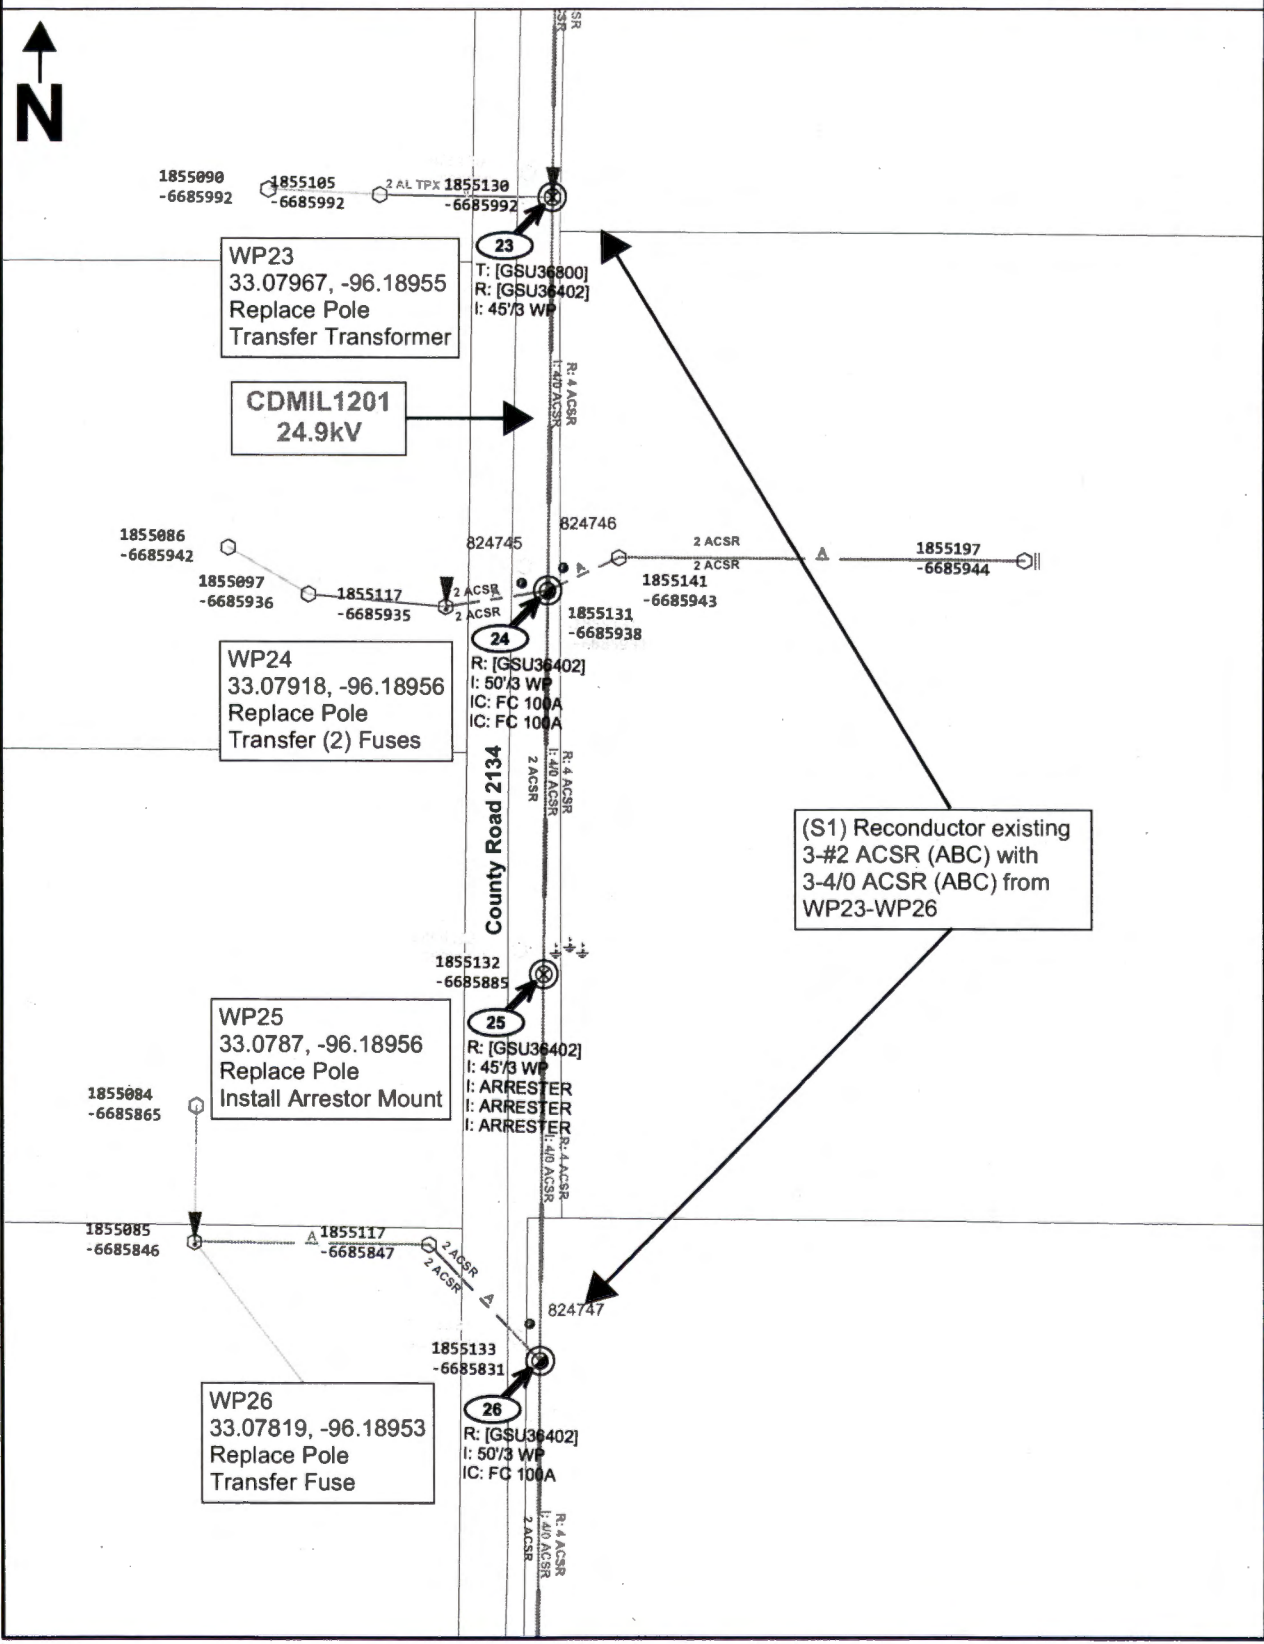 SR
SR
N
1855090
-6685992
1855105
-6685992
2 AL TPX
1855130
-6685992
23
WP23
33.07967, -96.18955
Replace Pole
Transfer Transformer
T: [GSU36800]
R: [GSU36402]
I: 45'/3 WP
R: 4 ACSR
I: 4/0 ACSR
CDMIL1201
24.9kV
1855086
-6685942
824745
824746
2 ACSR
A
2 ACSR
1855197
-6685944
1855097
-6685936
1855117
-6685935
2 ACSR
A
2 ACSR
A
1855141
-6685943
1855131
-6685938
24
WP24
33.07918, -96.18956
Replace Pole
Transfer (2) Fuses
R: [GSU36402]
I: 50'/3 WP
IC: FC 100A
IC: FC 100A
County Road 2134
2 ACSR
R: 4 ACSR
I: 4/0 ACSR
(S1) Reconductor existing
3-#2 ACSR (ABC) with
3-4/0 ACSR (ABC) from
WP23-WP26
1855132
-6685885
25
WP25
33.0787, -96.18956
Replace Pole
Install Arrestor Mount
R: [GSU36402]
I: 45'/3 WP
I: ARRESTER
I: ARRESTER
I: ARRESTER
1855084
-6685865
R: 4 ACSR
I: 4/0 ACSR
1855085
-6685846
A
1855117
-6685847
2 ACSR
2 ACSR
A
824747
1855133
-6685831
26
WP26
33.07819, -96.18953
Replace Pole
Transfer Fuse
R: [GSU36402]
I: 50'/3 WP
IC: FC 100A
R: 4 ACSR
I: 4/0 ACSR
2 ACSR